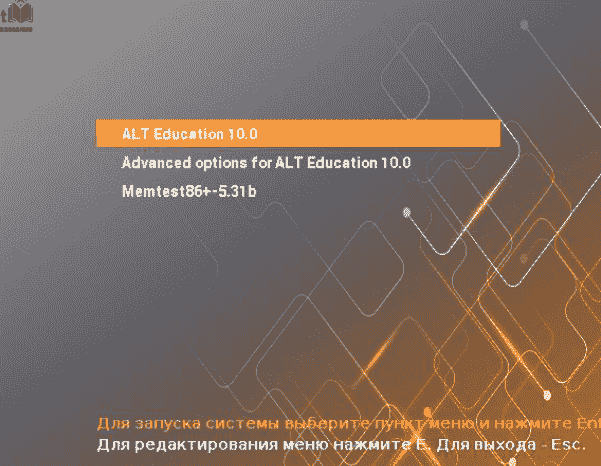 ALT Education 10.0
Advanced options for ALT Education 10.0
Memtest86+-5.31b
Для запуска системы выберите пункт меню и нажмите
Для редактирования меню нажмите E. Для выхода - Esc.